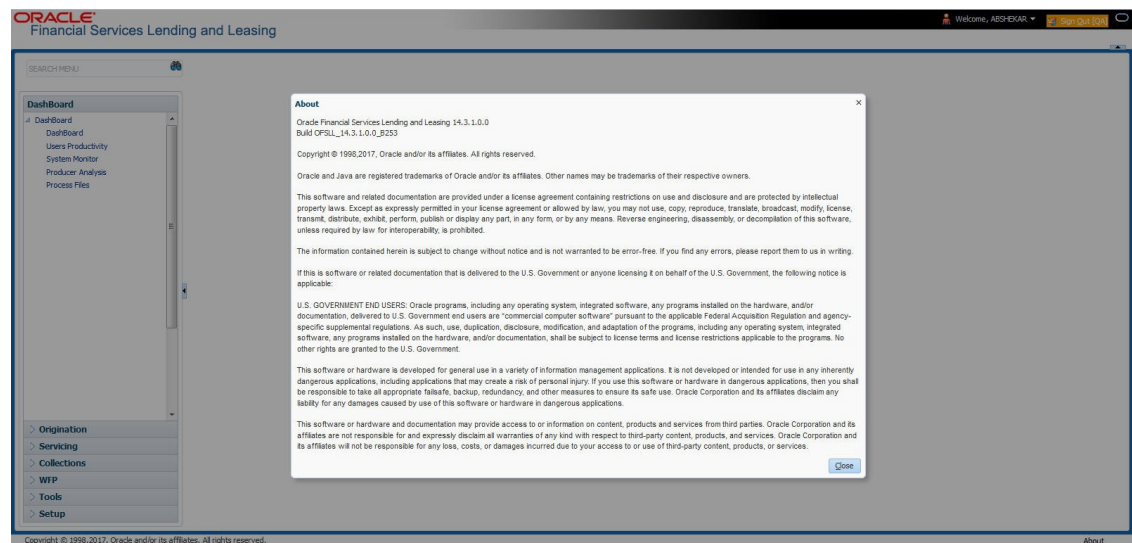 ORACLE
Financial Services Lending and Leasing
Welcome, ABSHEKAR
Sign Out [QA]
SEARCH MENU
DashBoard
DashBoard
DashBoard
Users Productivity
System Monitor
Producer Analysis
Process Files
Origination
Servicing
Collections
WFP
Tools
Setup
About
Oracle Financial Services Lending and Leasing 14.3.1.0.0
Build OFSLL_14.3.1.0.0_B253
Copyright © 1998,2017, Oracle and/or its affiliates. All rights reserved.
Oracle and Java are registered trademarks of Oracle and/or its affiliates. Other names may be trademarks of their respective owners.
This software and related documentation are provided under a license agreement containing restrictions on use and disclosure and are protected by intellectual
property laws. Except as expressly permitted in your license agreement or allowed by law, you may not use, copy, reproduce, translate, broadcast, modify, license,
transmit, distribute, exhibit, perform, publish or display any part, in any form, or by any means. Reverse engineering, disassembly, or decompilation of this software,
unless required by law for interoperability, is prohibited.
The information contained herein is subject to change without notice and is not warranted to be error-free. If you find any errors, please report them to us in writing.
If this is software or related documentation that is delivered to the U.S. Government or anyone licensing it on behalf of the U.S. Government, the following notice is
applicable:
U.S. GOVERNMENT END USERS: Oracle programs, including any operating system, integrated software, any programs installed on the hardware, and/or
documentation, delivered to U.S. Government end users are "commercial computer software" pursuant to the applicable Federal Acquisition Regulation and agency-
specific supplemental regulations. As such, use, duplication, disclosure, modification, and adaptation of the programs, including any operating system, integrated
software, any programs installed on the hardware, and/or documentation, shall be subject to license terms and license restrictions applicable to the programs. No
other rights are granted to the U.S. Government.
This software or hardware is developed for general use in a variety of information management applications. It is not developed or intended for use in any inherently
dangerous applications, including applications that may create a risk of personal injury. If you use this software or hardware in dangerous applications, then you shall
be responsible to take all appropriate failsafe, backup, redundancy, and other measures to ensure its safe use. Oracle Corporation and its affiliates disclaim any
liability for any damages caused by use of this software or hardware in dangerous applications.
This software or hardware and documentation may provide access to or information on content, products and services from third parties. Oracle Corporation and its
affiliates are not responsible for and expressly disclaim all warranties of any kind with respect to third-party content, products, and services. Oracle Corporation and
its affiliates will not be responsible for any loss, costs, or damages incurred due to your access to or use of third-party content, products, or services.
Close
Copyright © 1998,2017, Oracle and/or its affiliates. All rights reserved.
About